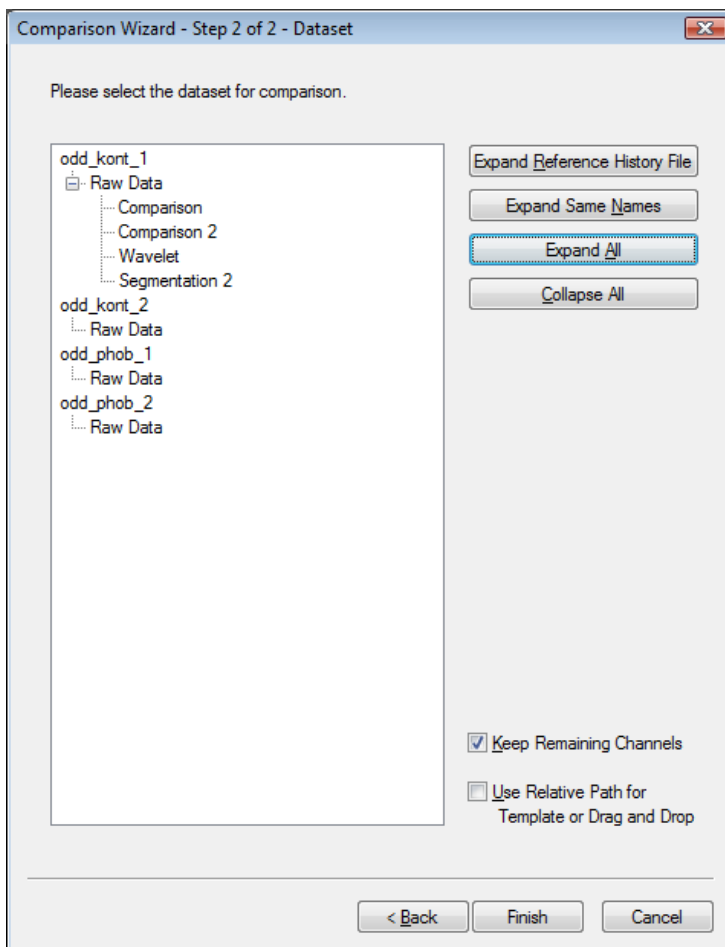 Comparison Wizard - Step 2 of 2 - Dataset
Please select the dataset for comparison.
odd_kont_1
Raw Data
Comparison
Comparison 2
Wavelet
Segmentation 2
odd_kont_2
Raw Data
odd_phob_1
Raw Data
odd_phob_2
Raw Data
Expand Reference History File
Expand Same Names
Expand All
Collapse All
Keep Remaining Channels
Use Relative Path for
Template or Drag and Drop
< Back
Finish
Cancel